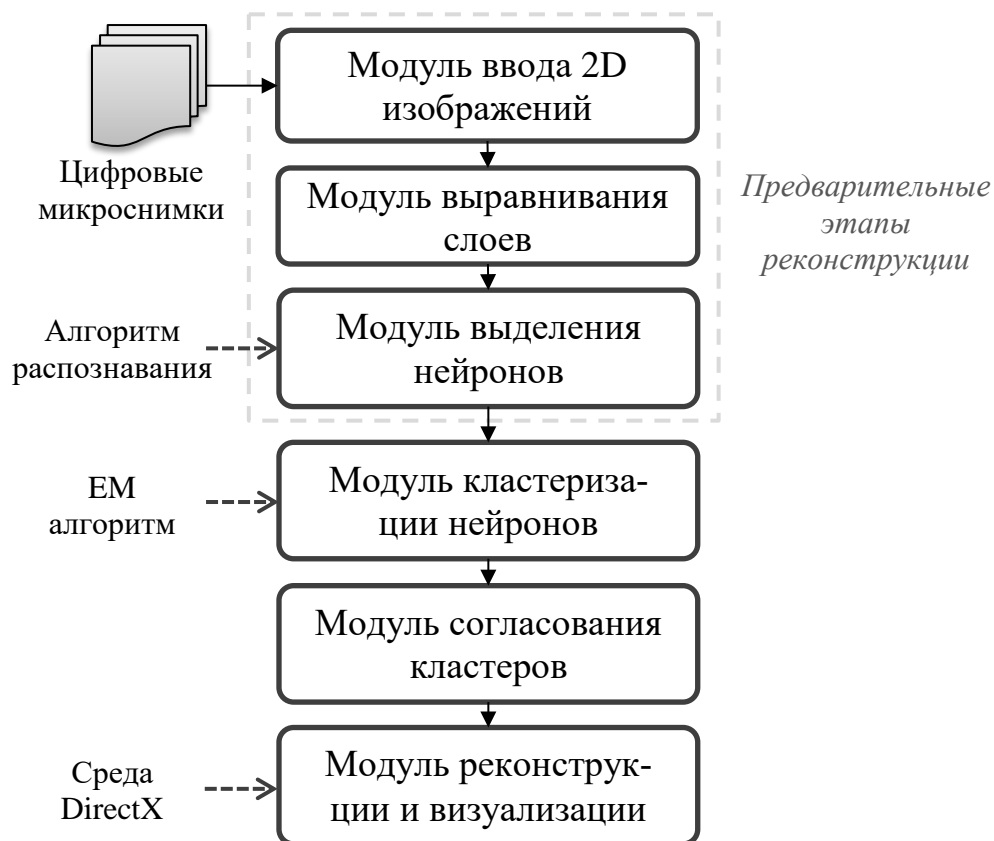 Модуль ввода 2D
изображений
Цифровые
микроснимки
Модуль выравнивания
слоев
Предварительные
этапы
реконструкции
Алгоритм
распознавания
Модуль выделения
нейронов
EM
алгоритм
Модуль кластериза-
ции нейронов
Модуль согласования
кластеров
Среда
DirectX
Модуль реконструк-
ции и визуализации